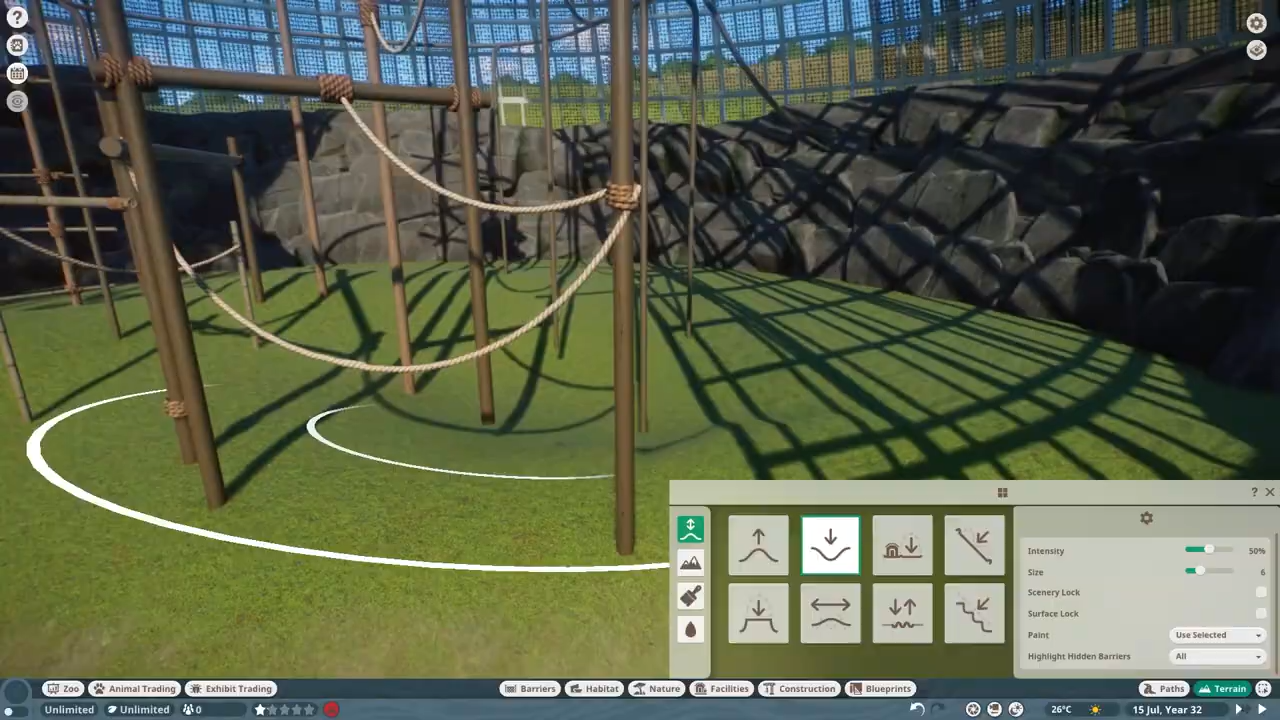 ?
? ×
Intensity 50%
Size 6
Scenery Lock
Surface Lock
Paint Use Selected
Highlight Hidden Barriers All
Zoo Animal Trading Exhibit Trading Barriers Habitat Nature Facilities Construction Blueprints Paths Terrain
Unlimited Unlimited 0 26°C 15 Jul, Year 32